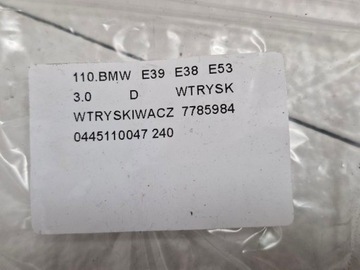 110.BMW E39 E38 E53
3.0 D WTRYSK
WTRYSKIWACZ 7785984
0445110047 240